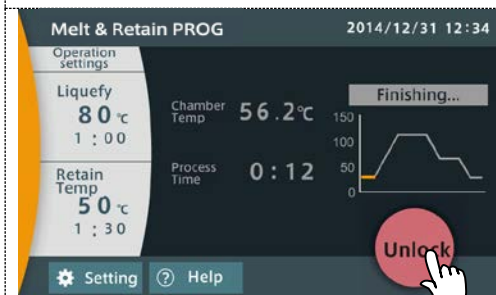 Melt & Retain PROG
2014/12/31 12:34
Operation
settings
Liquefy
80 ℃
1 : 00
Retain
Temp
50 ℃
1 : 30
Chamber
Temp
56.2℃
Process
Time
0 : 12
Finishing...
150
100
50
0
Unlock
Setting
? Help